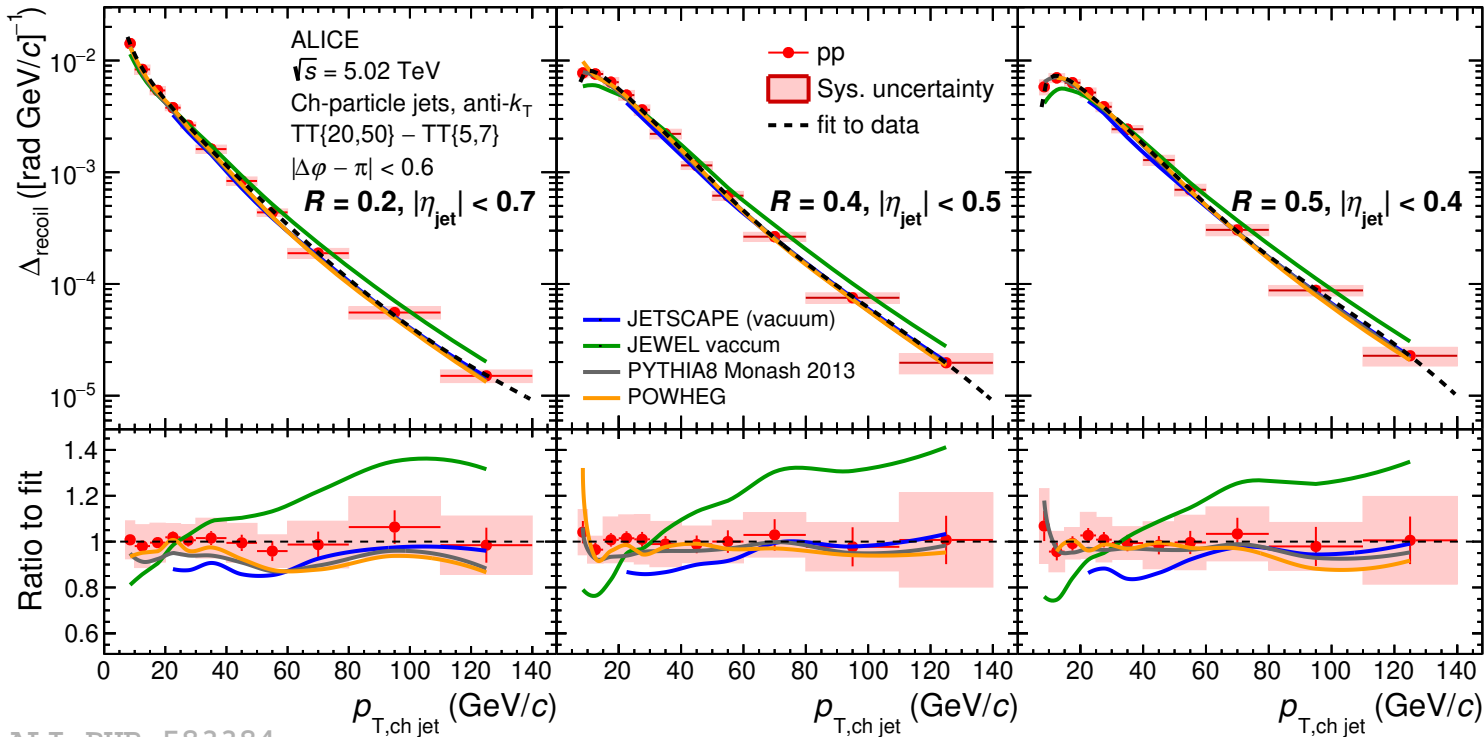 Δrecoil ([rad GeV/c]⁻¹)
10⁻²
10⁻³
10⁻⁴
10⁻⁵
ALICE
√s = 5.02 TeV
Ch-particle jets, anti-kT
TT{20,50} − TT{5,7}
|Δφ − π| < 0.6
R = 0.2, |ηjet| < 0.7
pp
Sys. uncertainty
fit to data
R = 0.4, |ηjet| < 0.5
JETSCAPE (vacuum)
JEWEL vaccum
PYTHIA8 Monash 2013
POWHEG
R = 0.5, |ηjet| < 0.4
Ratio to fit
1.4
1.2
1
0.8
0.6
0 20 40 60 80 100 120 140
20 40 60 80 100 120 140
20 40 60 80 100 120 140
pT,ch jet (GeV/c)
pT,ch jet (GeV/c)
pT,ch jet (GeV/c)